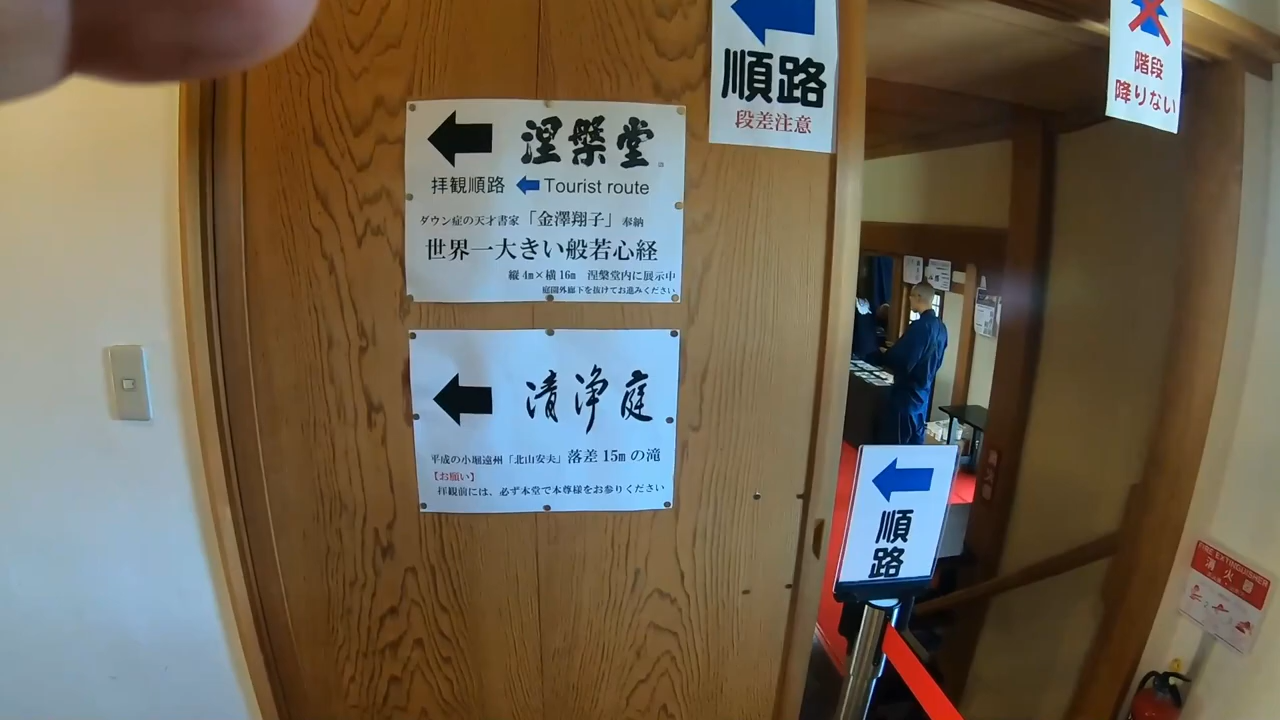 涅槃堂
拝観順路 Tourist route
ダウン症の天才書家「金澤翔子」奉納
世界一大きい般若心経
縦4m×横16m 涅槃堂内に展示中
庭園外廊下を抜けてお進みください
清浄庭
平成の小堀遠州「北山安夫」落差15mの滝
【お願い】
拝観前には、必ず本堂で本尊様をお参りください
順路
段差注意
階段
降りない
順
路
FIRE EXTINGUISHER
消火器